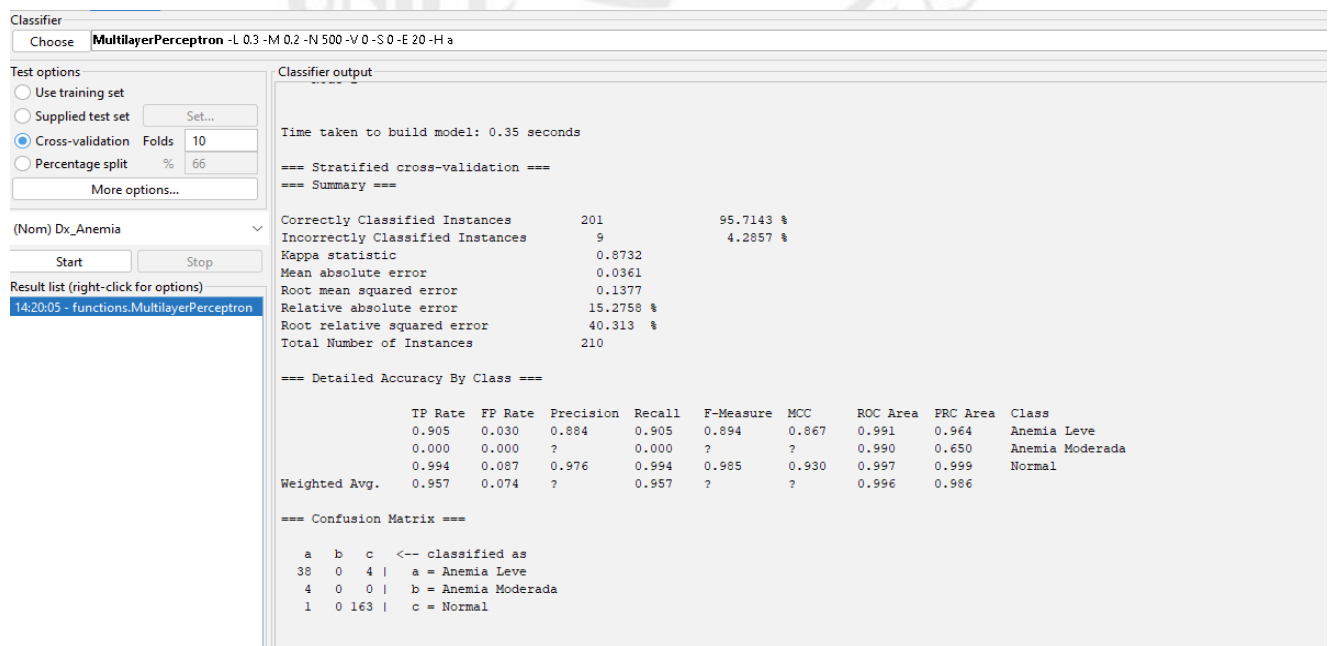 Classifier
Choose MultilayerPerceptron -L 0.3 -M 0.2 -N 500 -V 0 -S 0 -E 20 -H a
Test options
Use training set
Supplied test set Set...
Cross-validation Folds 10
Percentage split % 66
More options...
(Nom) Dx_Anemia
Start Stop
Result list (right-click for options)
14:20:05 - functions.MultilayerPerceptron
Classifier output
Time taken to build model: 0.35 seconds
=== Stratified cross-validation ===
=== Summary ===
Correctly Classified Instances 201 95.7143 %
Incorrectly Classified Instances 9 4.2857 %
Kappa statistic 0.8732
Mean absolute error 0.0361
Root mean squared error 0.1377
Relative absolute error 15.2758 %
Root relative squared error 40.313 %
Total Number of Instances 210
=== Detailed Accuracy By Class ===
TP Rate FP Rate Precision Recall F-Measure MCC ROC Area PRC Area Class
0.905 0.030 0.884 0.905 0.894 0.867 0.991 0.964 Anemia Leve
0.000 0.000 ? 0.000 ? ? 0.990 0.650 Anemia Moderada
0.994 0.087 0.976 0.994 0.985 0.930 0.997 0.999 Normal
Weighted Avg. 0.957 0.074 ? 0.957 ? ? 0.996 0.986
=== Confusion Matrix ===
a b c <-- classified as
38 0 4 | a = Anemia Leve
4 0 0 | b = Anemia Moderada
1 0 163 | c = Normal